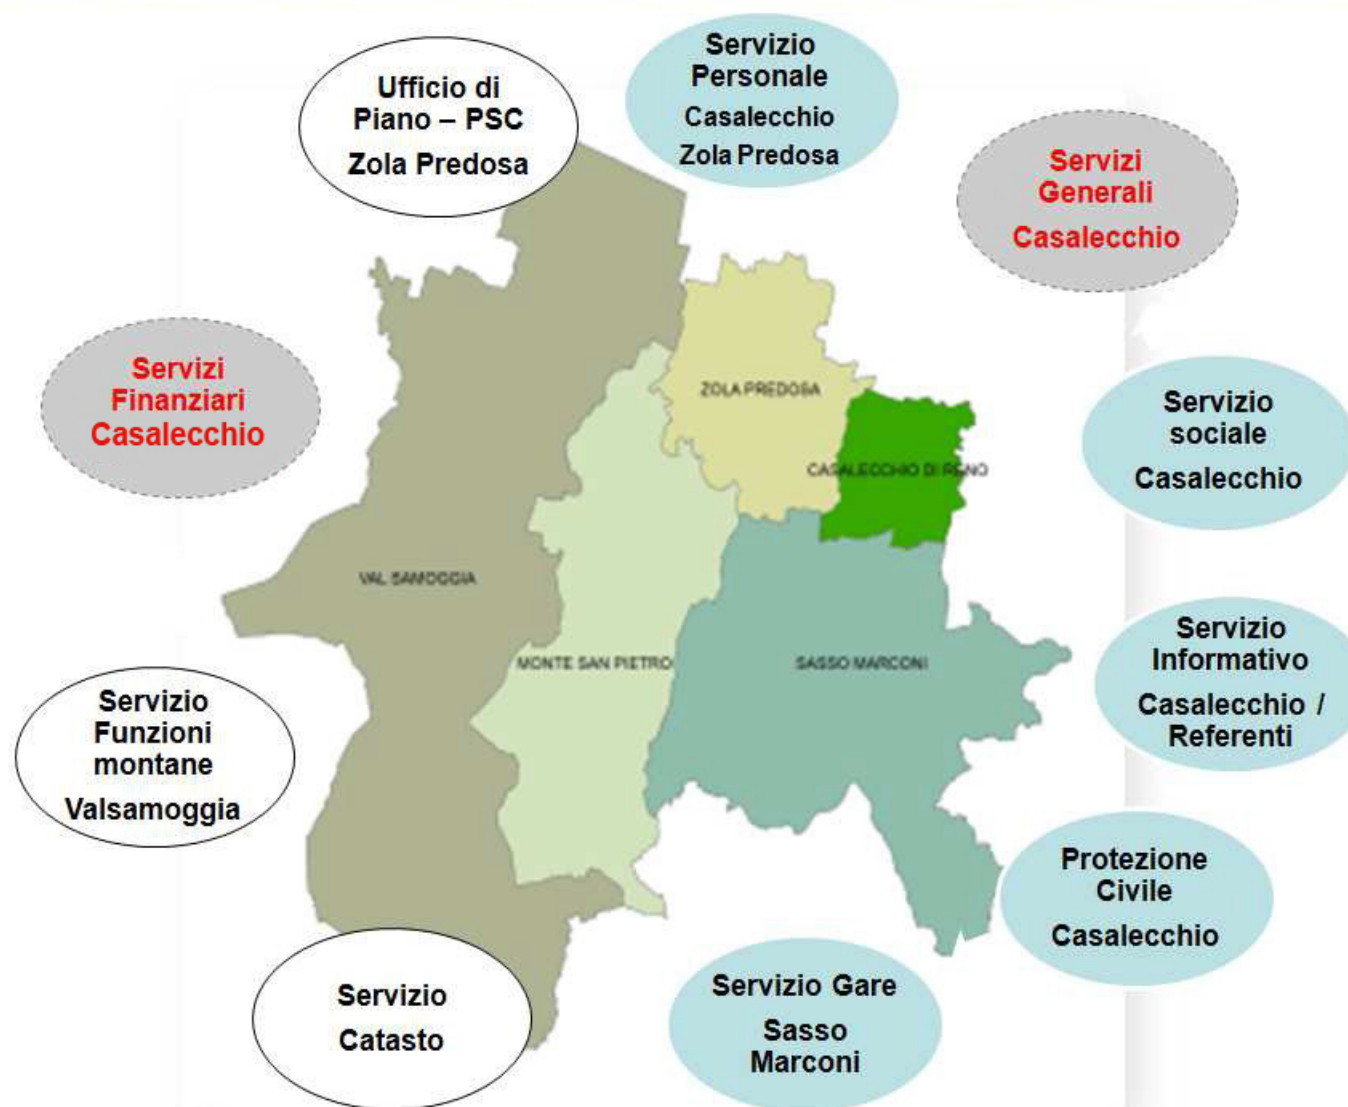 Ufficio di
Piano – PSC
Zola Predosa
Servizio
Personale
Casalecchio
Zola Predosa
Servizi
Generali
Casalecchio
Servizi
Finanziari
Casalecchio
ZOLA PREDOSA
CASALECCHIO DI RENO
Servizio
sociale
Casalecchio
VAL SAMOGGIA
MONTE SAN PIETRO
SASSO MARCONI
Servizio
Informativo
Casalecchio /
Referenti
Servizio
Funzioni
montane
Valsamoggia
Protezione
Civile
Casalecchio
Servizio
Catasto
Servizio Gare
Sasso
Marconi